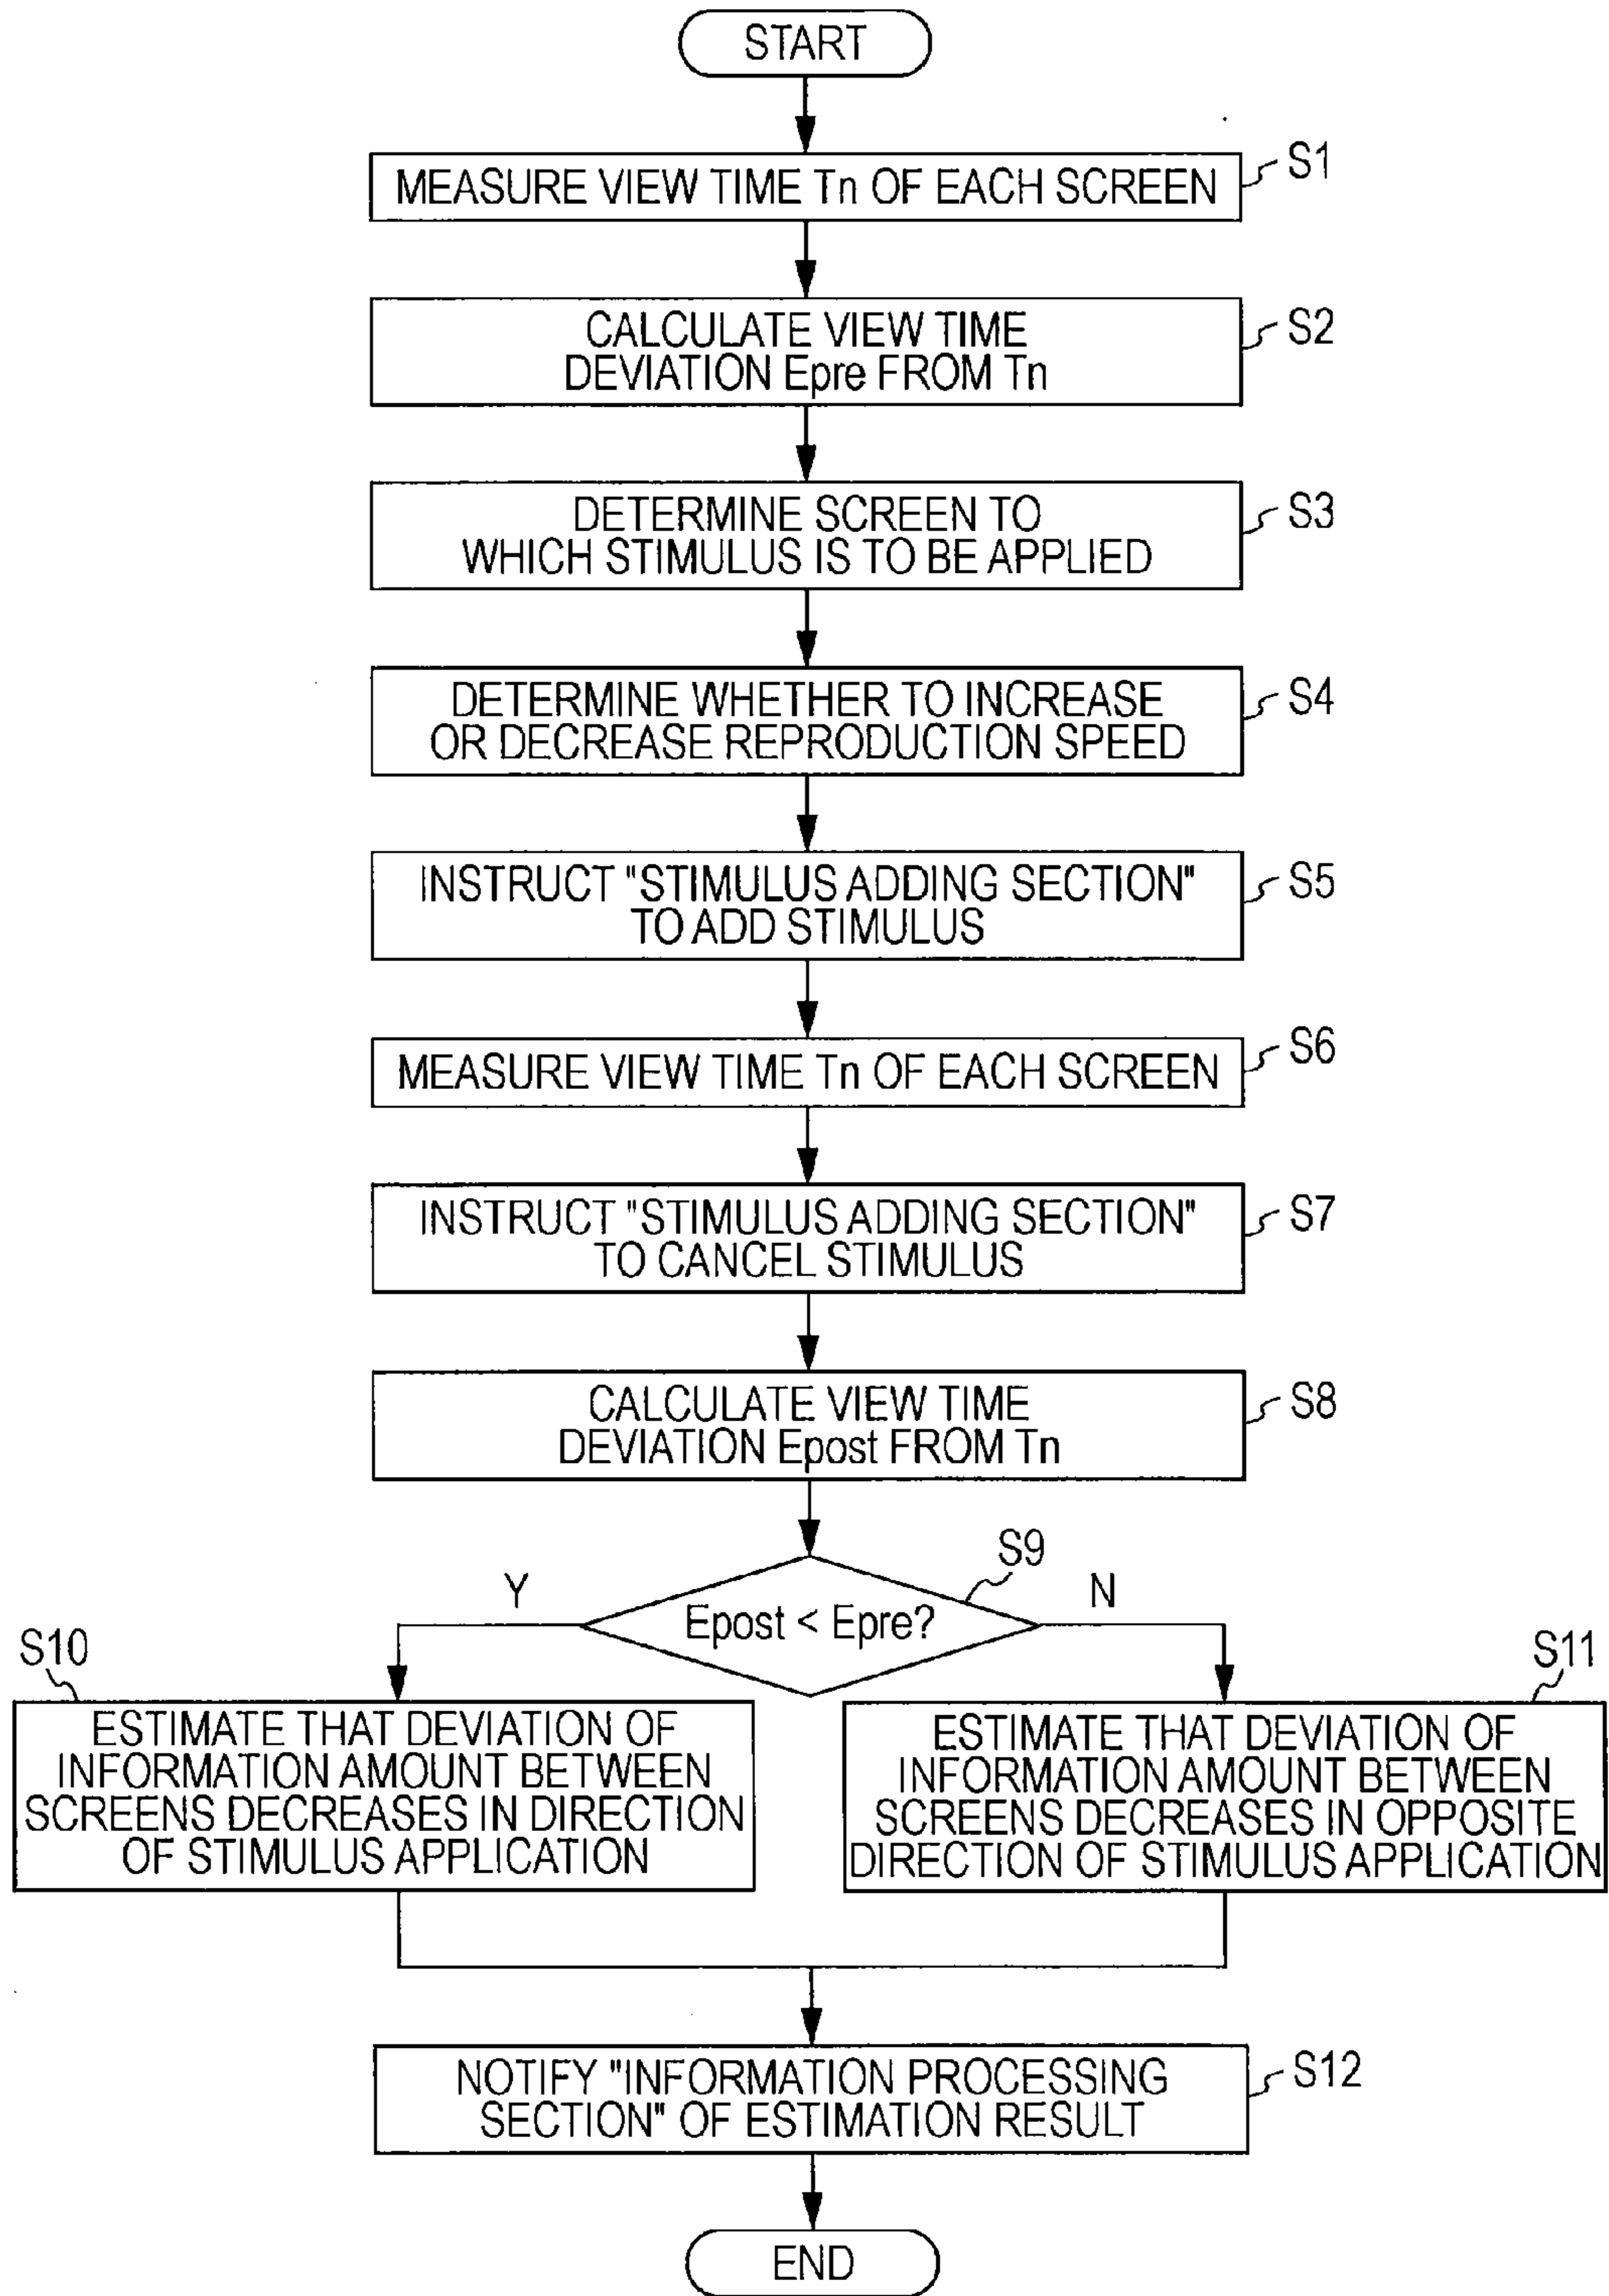 START
MEASURE VIEW TIME Tn OF EACH SCREEN
S1
CALCULATE VIEW TIME
DEVIATION Epre FROM Tn
S2
DETERMINE SCREEN TO
WHICH STIMULUS IS TO BE APPLIED
S3
DETERMINE WHETHER TO INCREASE
OR DECREASE REPRODUCTION SPEED
S4
INSTRUCT "STIMULUS ADDING SECTION"
TO ADD STIMULUS
S5
MEASURE VIEW TIME Tn OF EACH SCREEN
S6
INSTRUCT "STIMULUS ADDING SECTION"
TO CANCEL STIMULUS
S7
CALCULATE VIEW TIME
DEVIATION Epost FROM Tn
S8
S9
Epost < Epre?
Y
N
S10
ESTIMATE THAT DEVIATION OF
INFORMATION AMOUNT BETWEEN
SCREENS DECREASES IN DIRECTION
OF STIMULUS APPLICATION
S11
ESTIMATE THAT DEVIATION OF
INFORMATION AMOUNT BETWEEN
SCREENS DECREASES IN OPPOSITE
DIRECTION OF STIMULUS APPLICATION
NOTIFY "INFORMATION PROCESSING
SECTION" OF ESTIMATION RESULT
S12
END